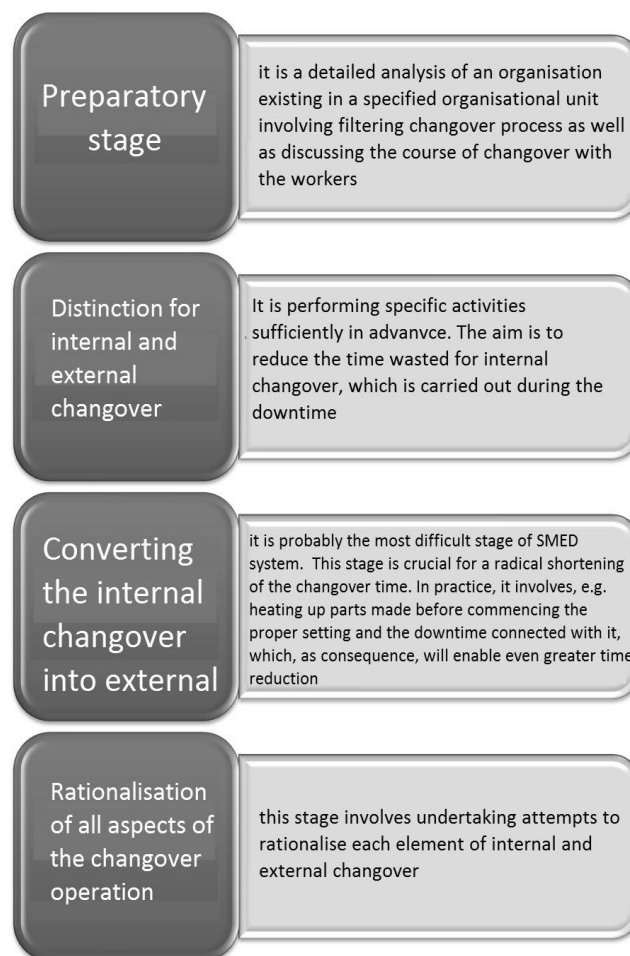 Preparatory
stage
it is a detailed analysis of an organisation
existing in a specified organisational unit
involving filtering changover process as well
as discussing the course of changover with
the workers
Distinction for
internal and
external
changover
It is performing specific activities
sufficiently in advanvce. The aim is to
reduce the time wasted for internal
changover, which is carried out during the
downtime
Converting
the internal
changover
into external
it is probably the most difficult stage of SMED
system.  This stage is crucial for a radical shortening
of the changover time. In practice, it involves, e.g.
heating up parts made before commencing the
proper setting and the downtime connected with it,
which, as consequence, will enable even greater time
reduction
Rationalisation
of all aspects of
the changover
operation
this stage involves undertaking attempts to
rationalise each element of internal and
external changover